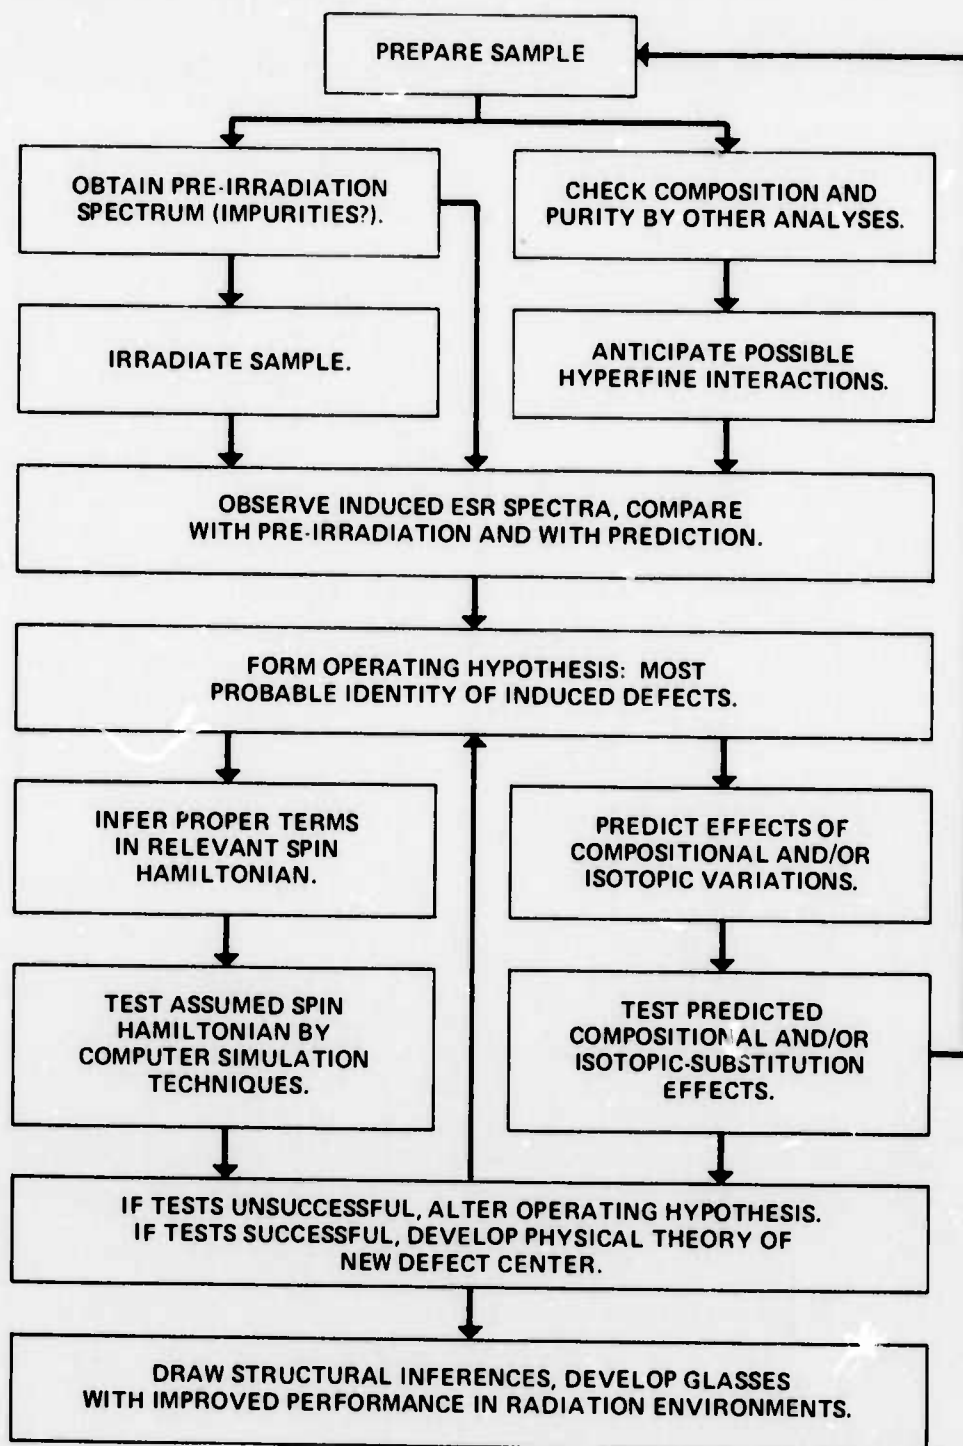 PREPARE SAMPLE
OBTAIN PRE-IRRADIATION
SPECTRUM (IMPURITIES?).
CHECK COMPOSITION AND
PURITY BY OTHER ANALYSES.
IRRADIATE SAMPLE.
ANTICIPATE POSSIBLE
HYPERFINE INTERACTIONS.
OBSERVE INDUCED ESR SPECTRA, COMPARE
WITH PRE-IRRADIATION AND WITH PREDICTION.
FORM OPERATING HYPOTHESIS: MOST
PROBABLE IDENTITY OF INDUCED DEFECTS.
INFER PROPER TERMS
IN RELEVANT SPIN
HAMILTONIAN.
PREDICT EFFECTS OF
COMPOSITIONAL AND/OR
ISOTOPIC VARIATIONS.
TEST ASSUMED SPIN
HAMILTONIAN BY
COMPUTER SIMULATION
TECHNIQUES.
TEST PREDICTED
COMPOSITIONAL AND/OR
ISOTOPIC-SUBSTITUTION
EFFECTS.
IF TESTS UNSUCCESSFUL, ALTER OPERATING HYPOTHESIS.
IF TESTS SUCCESSFUL, DEVELOP PHYSICAL THEORY OF
NEW DEFECT CENTER.
DRAW STRUCTURAL INFERENCES, DEVELOP GLASSES
WITH IMPROVED PERFORMANCE IN RADIATION ENVIRONMENTS.